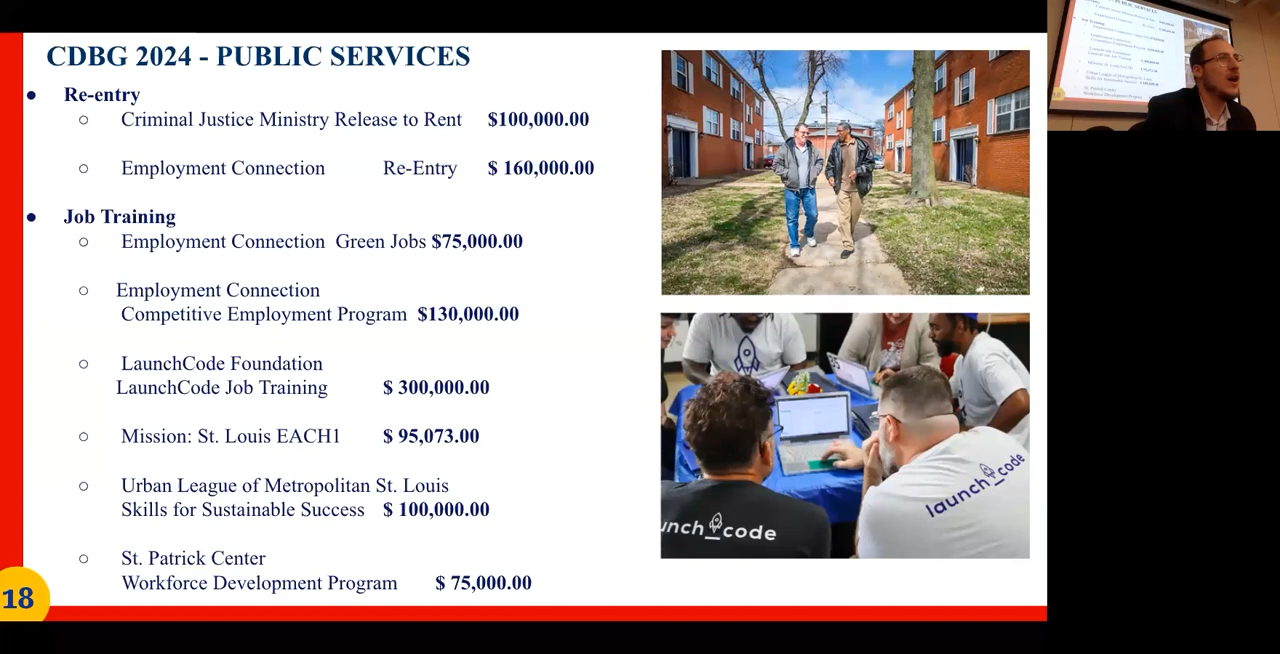 CDBG 2024 - PUBLIC SERVICES
● Re-entry
○ Criminal Justice Ministry Release to Rent $100,000.00
○ Employment Connection Re-Entry $ 160,000.00
● Job Training
○ Employment Connection Green Jobs $75,000.00
○ Employment Connection
Competitive Employment Program $130,000.00
○ LaunchCode Foundation
LaunchCode Job Training $ 300,000.00
○ Mission: St. Louis EACH1 $ 95,073.00
○ Urban League of Metropolitan St. Louis
Skills for Sustainable Success $ 100,000.00
○ St. Patrick Center
Workforce Development Program $ 75,000.00
18
unch_code
launch_code